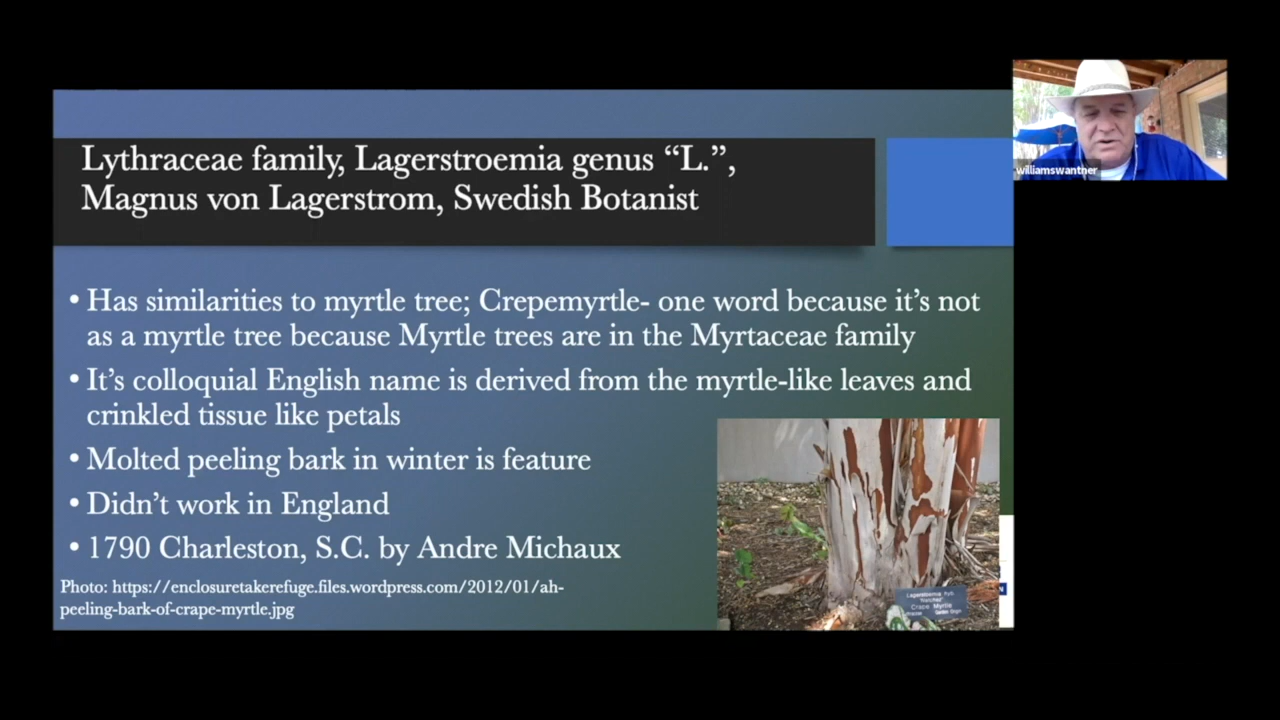 Lythraceae family, Lagerstroemia genus “L.”,
Magnus von Lagerstrom, Swedish Botanist
williamswantner
• Has similarities to myrtle tree; Crepemyrtle- one word because it’s not
as a myrtle tree because Myrtle trees are in the Myrtaceae family
• It’s colloquial English name is derived from the myrtle-like leaves and
crinkled tissue like petals
• Molted peeling bark in winter is feature
• Didn’t work in England
• 1790 Charleston, S.C. by Andre Michaux
Photo: https://enclosuretakerefuge.files.wordpress.com/2012/01/ah-
peeling-bark-of-crape-myrtle.jpg
Lagerstroemia
Crape Myrtle
Garden Origin
N